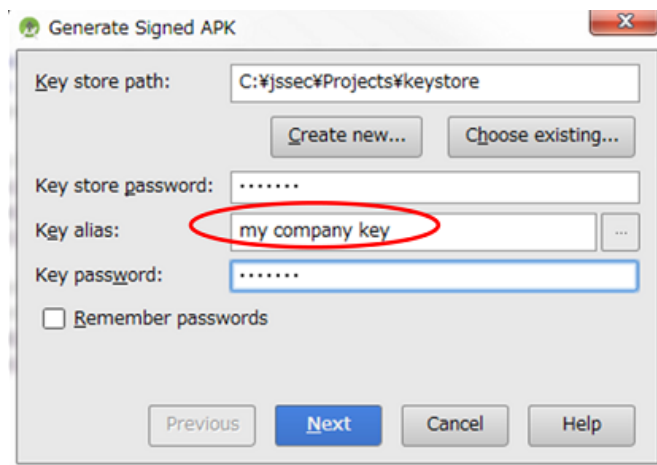 Generate Signed APK
Key store path: C:¥jssec¥Projects¥keystore
Create new... Choose existing...
Key store password: •••••••
Key alias: my company key ...
Key password: •••••••
Remember passwords
Previous Next Cancel Help